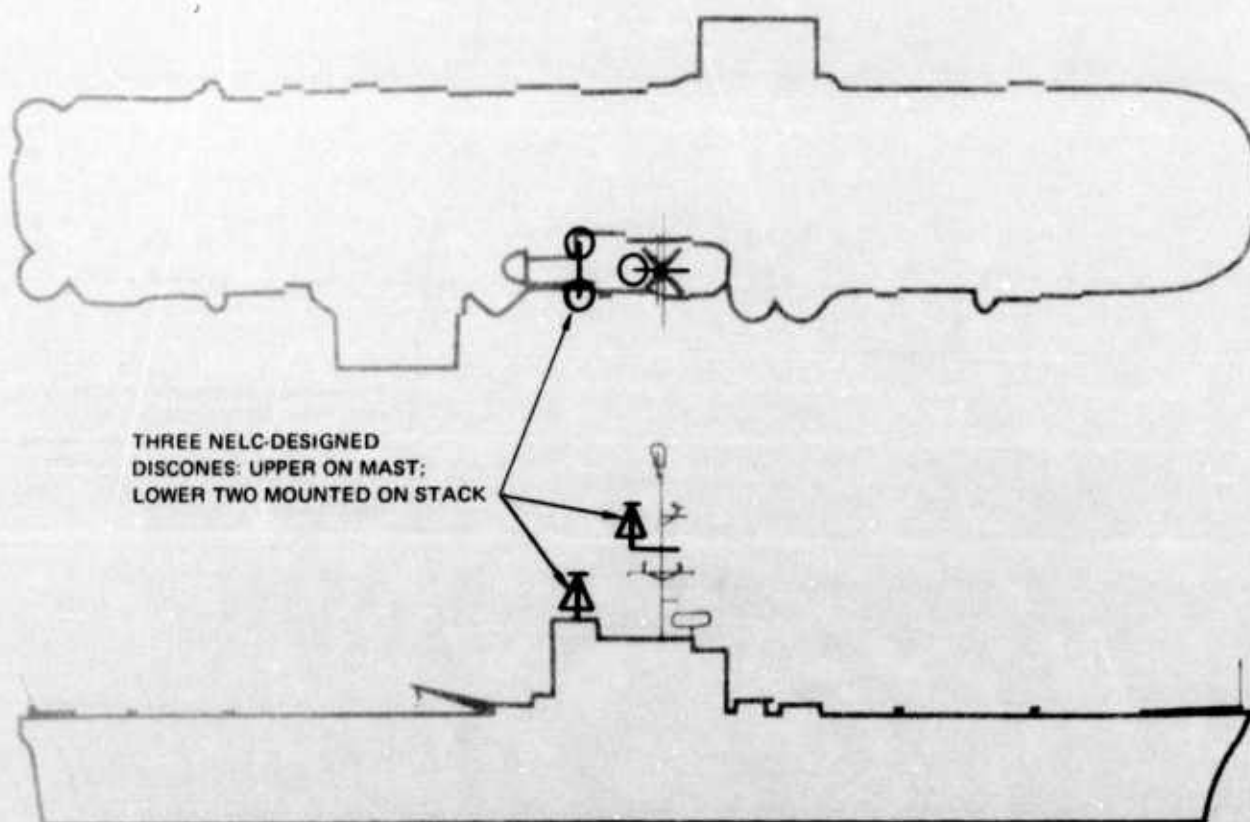 THREE NELC-DESIGNED
DISCONES: UPPER ON MAST;
LOWER TWO MOUNTED ON STACK